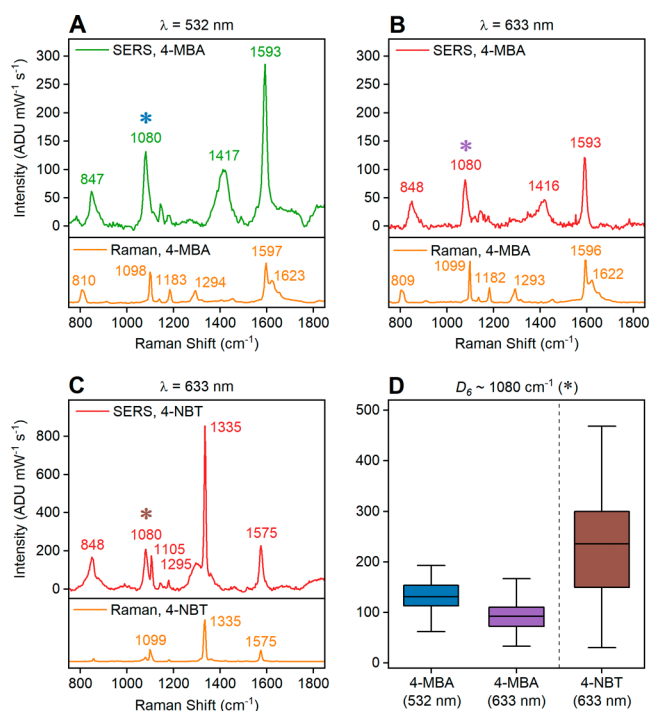 A
λ = 532 nm
SERS, 4-MBA
300
250
200
150
100
50
0
Intensity (ADU mW⁻¹ s⁻¹)
847
*
1080
1417
1593
Raman, 4-MBA
810
1098
1183
1294
1597
1623
800 1000 1200 1400 1600 1800
Raman Shift (cm⁻¹)
B
λ = 633 nm
SERS, 4-MBA
300
250
200
150
100
50
0
848
*
1080
1416
1593
Raman, 4-MBA
809
1099
1182
1293
1596
1622
800 1000 1200 1400 1600 1800
Raman Shift (cm⁻¹)
C
λ = 633 nm
SERS, 4-NBT
800
600
400
200
0
Intensity (ADU mW⁻¹ s⁻¹)
848
*
1080
1105
1295
1335
1575
Raman, 4-NBT
1099
1335
1575
800 1000 1200 1400 1600 1800
Raman Shift (cm⁻¹)
D
D₆ ~ 1080 cm⁻¹ (*)
500
400
300
200
100
0
4-MBA
(532 nm)
4-MBA
(633 nm)
4-NBT
(633 nm)